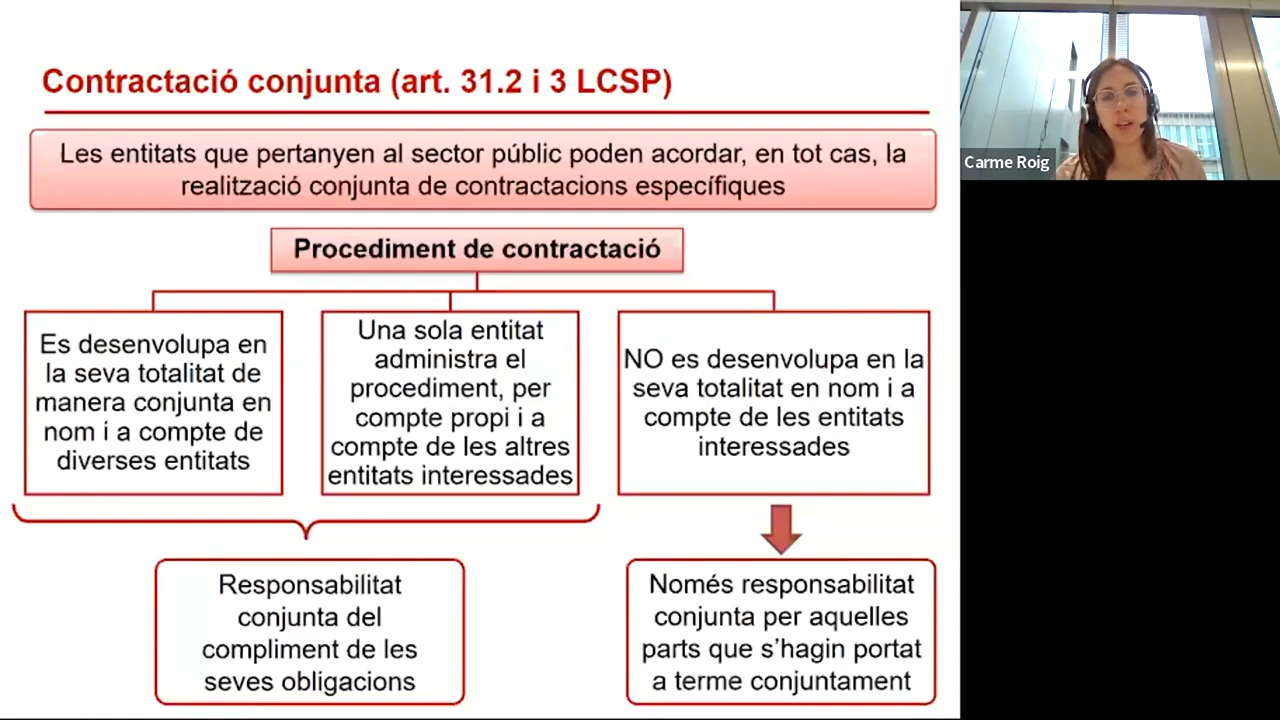 Contractació conjunta (art. 31.2 i 3 LCSP)
Les entitats que pertanyen al sector públic poden acordar, en tot cas, la
realització conjunta de contractacions específiques
Procediment de contractació
Es desenvolupa en
la seva totalitat de
manera conjunta en
nom i a compte de
diverses entitats
Una sola entitat
administra el
procediment, per
compte propi i a
compte de les altres
entitats interessades
NO es desenvolupa en la
seva totalitat en nom i a
compte de les entitats
interessades
Responsabilitat
conjunta del
compliment de les
seves obligacions
Només responsabilitat
conjunta per aquelles
parts que s’hagin portat
a terme conjuntament
Carme Roig